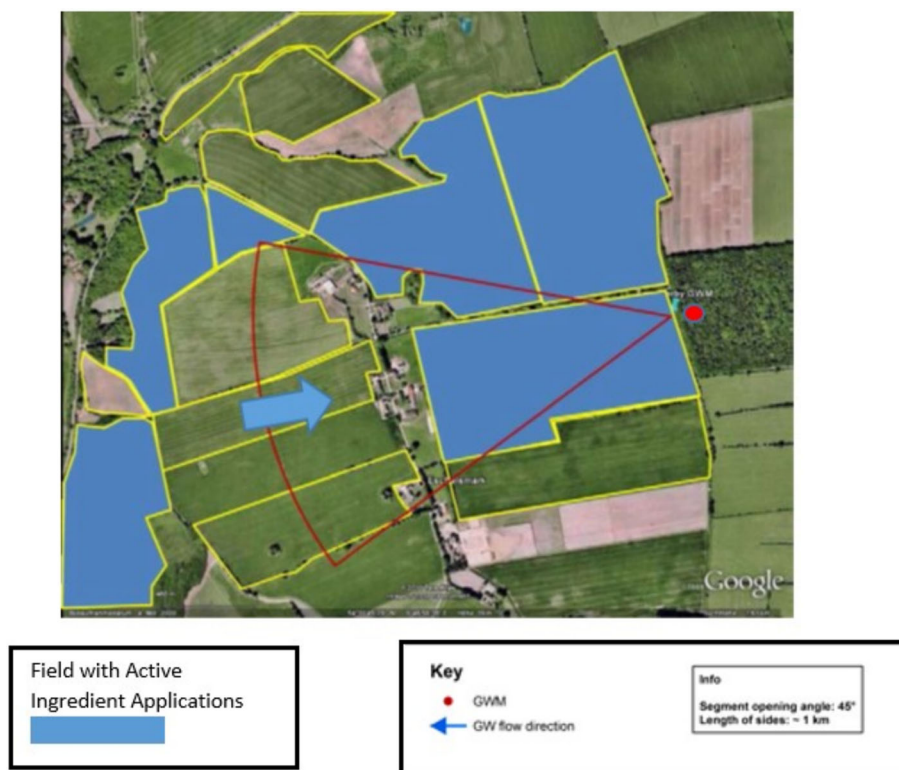 GWM
Google
Field with Active
Ingredient Applications
Key
GWM
GW flow direction
Info
Segment opening angle: 45°
Length of sides: ~ 1 km